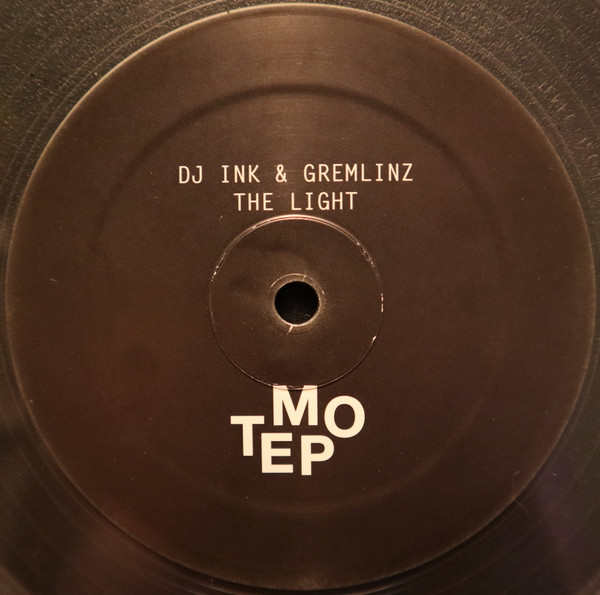 DJ INK & GREMLINZ
THE LIGHT
MO
TEP